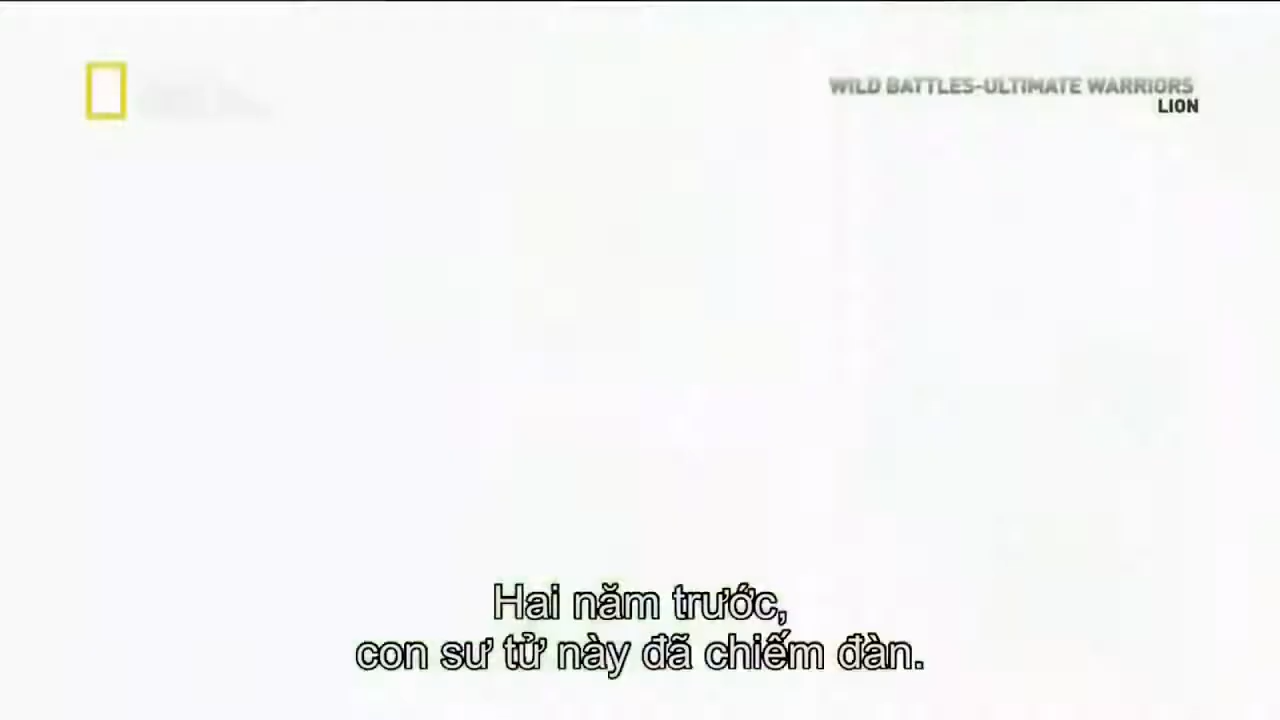 WILD BATTLES-ULTIMATE WARRIORS
LION
Hai năm trước,
con sư tử này đã chiếm đàn.